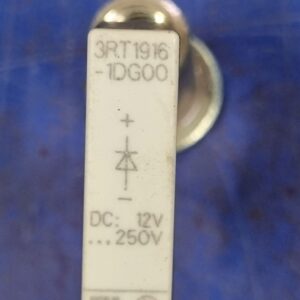 3RT1916
-1DG00
+
-
DC: 12V
...250V